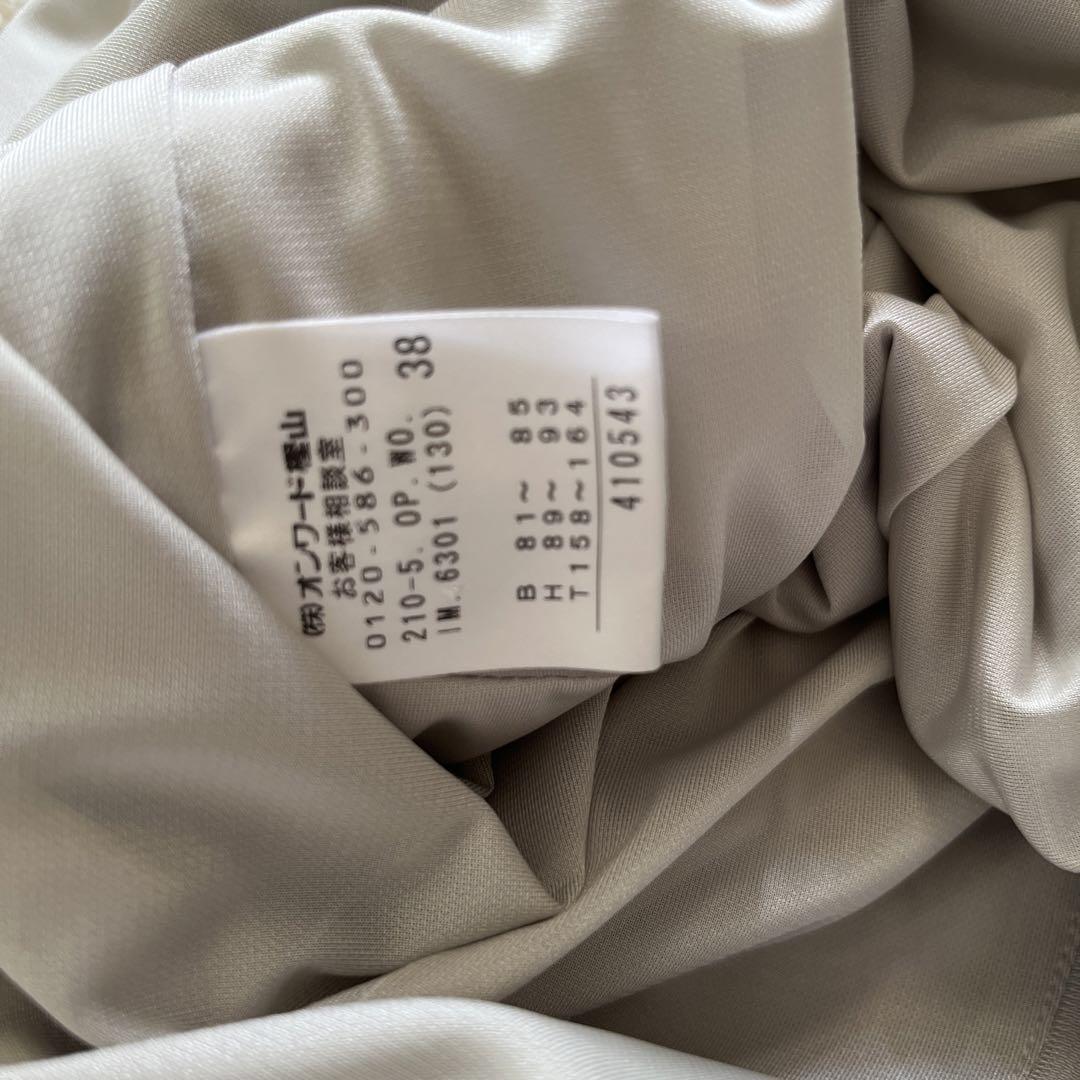 (株)オンワード樫山
お客様相談室
0120-586-300
210-5. OP. WO. 38
IM. 6301 (130)
B 81～ 85
H 89～ 93
T158～164
410543